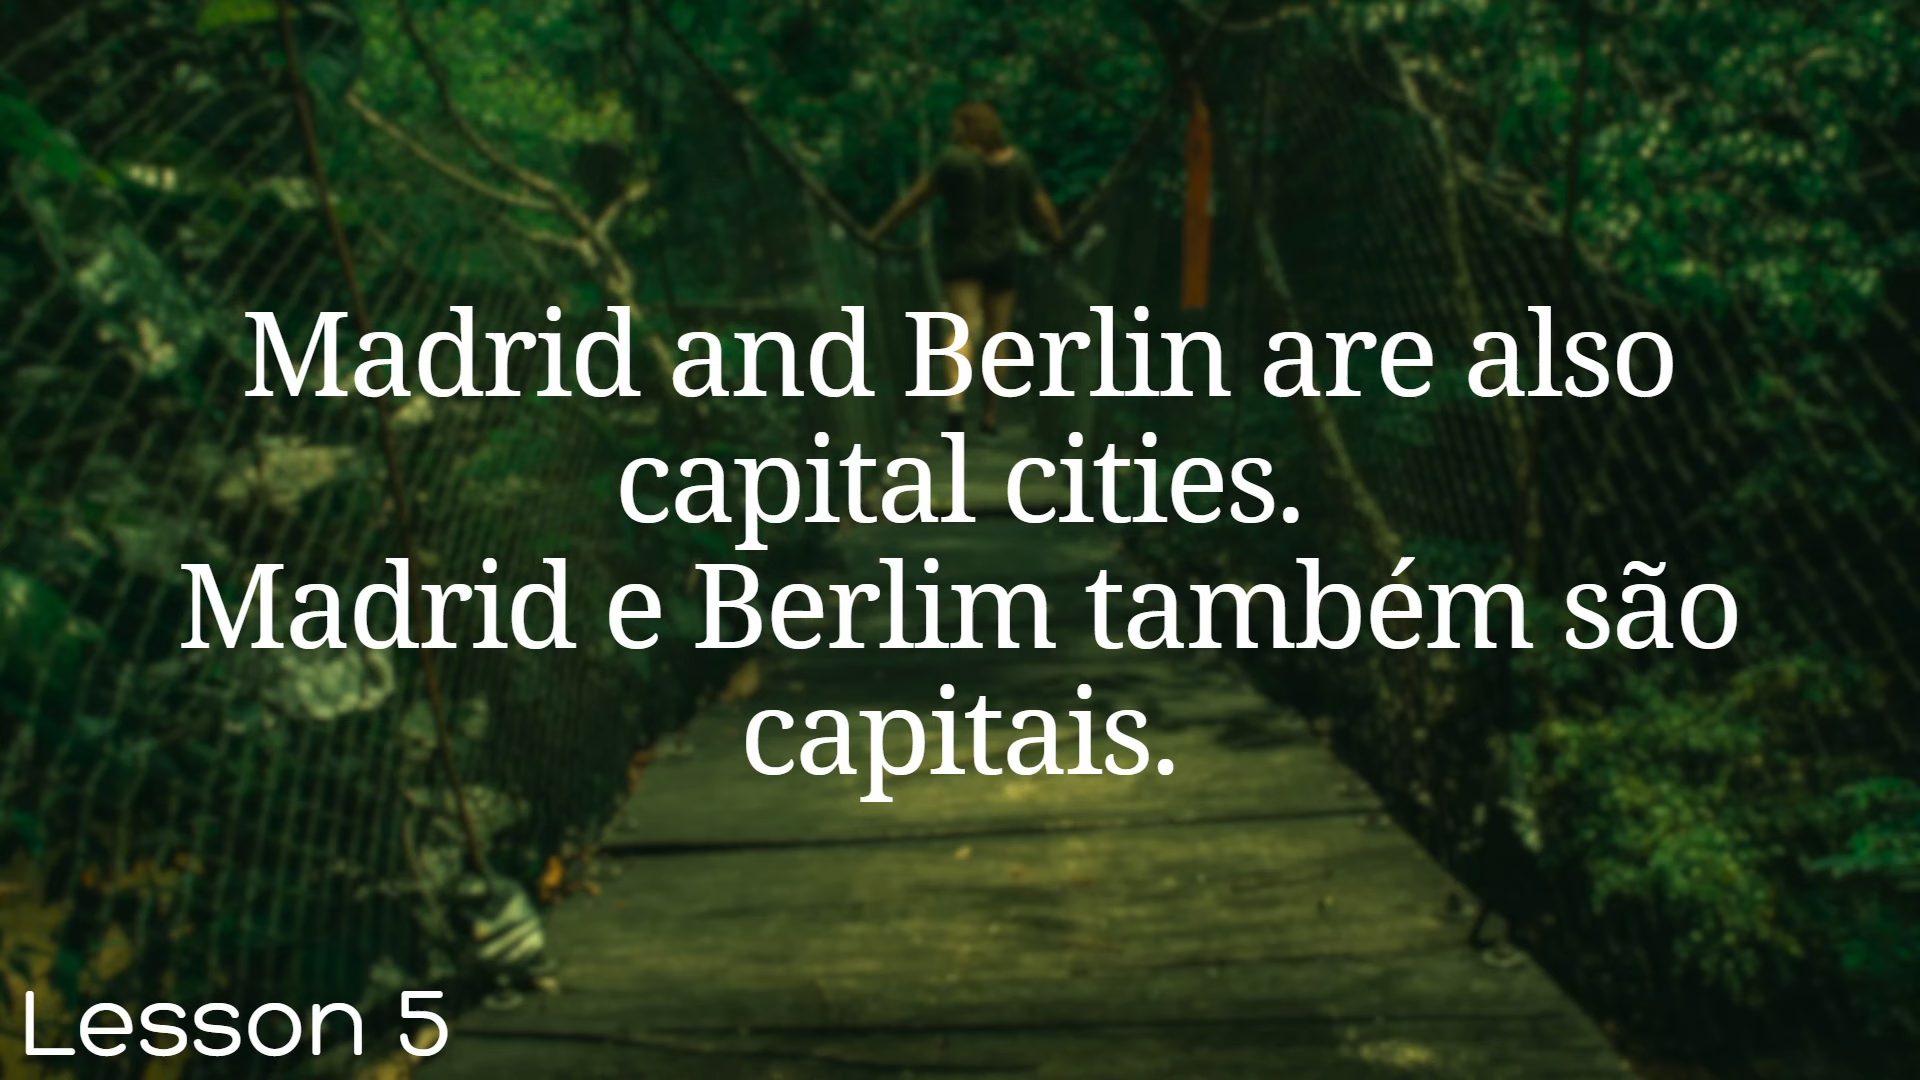 Madrid and Berlin are also
capital cities.
Madrid e Berlim também são
capitais.
Lesson 5